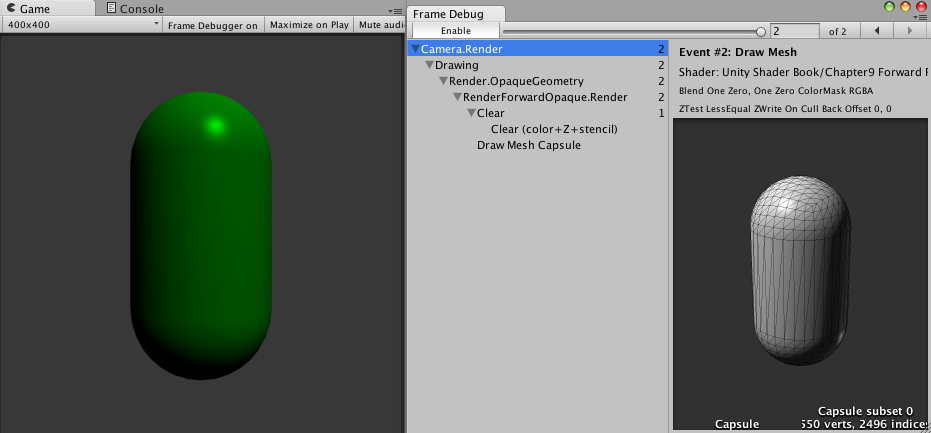 Game
Console
400x400
Frame Debugger on
Maximize on Play
Mute audi
Frame Debug
Enable
2
of 2
Camera.Render 2
Drawing 2
Render.OpaqueGeometry 2
RenderForwardOpaque.Render 2
Clear 1
Clear (color+Z+stencil)
Draw Mesh Capsule
Event #2: Draw Mesh
Shader: Unity Shader Book/Chapter9 Forward
Blend One Zero, One Zero ColorMask RGBA
ZTest LessEqual ZWrite On Cull Back Offset 0, 0
Capsule subset 0
Capsule
550 verts, 2496 indice